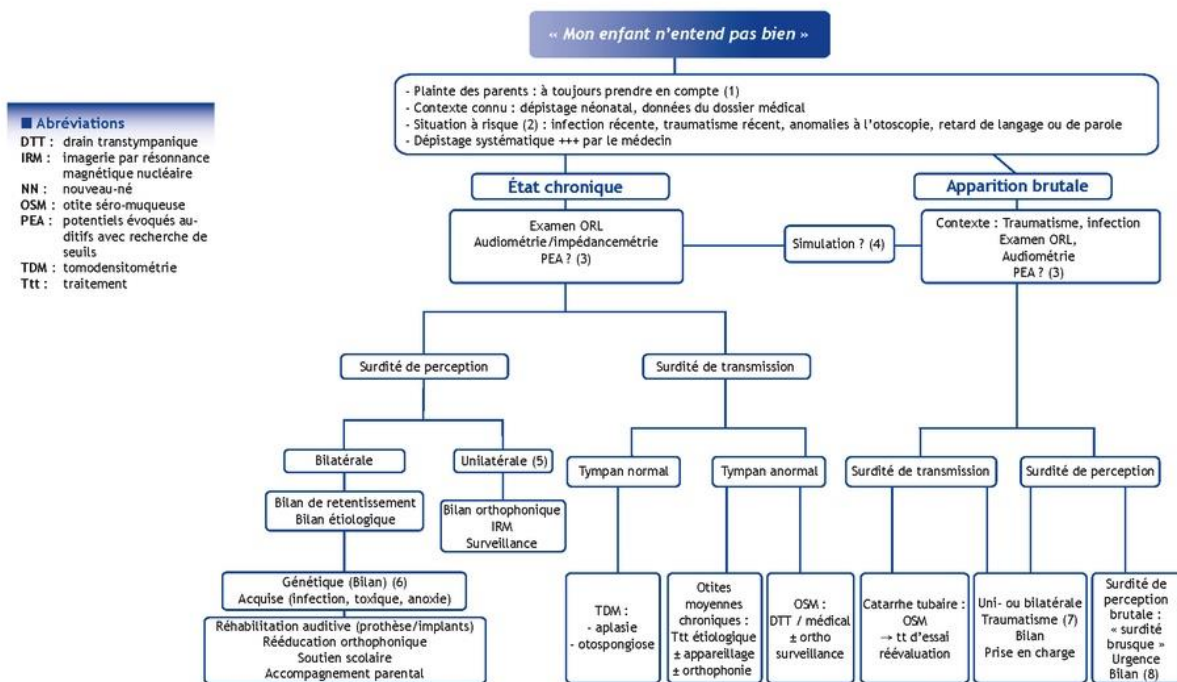 « Mon enfant n'entend pas bien »
- Plainte des parents : à toujours prendre en compte (1)
- Contexte connu : dépistage néonatal, données du dossier médical
- Situation à risque (2) : infection récente, traumatisme récent, anomalies à l'otoscopie, retard de langage ou de parole
- Dépistage systématique +++ par le médecin
■ Abréviations
DTT : drain transtympanique
IRM : imagerie par résonnance
magnétique nucléaire
NN : nouveau-né
OSM : otite séro-muqueuse
PEA : potentiels évoqués au-
ditifs avec recherche de
seuils
TDM : tomodensitométrie
Ttt : traitement
État chronique
Examen ORL
Audiométrie/impédancemétrie
PEA ? (3)
Simulation ? (4)
Apparition brutale
Contexte : Traumatisme, infection
Examen ORL,
Audiométrie
PEA ? (3)
Surdité de perception
Surdité de transmission
Bilatérale
Unilatérale (5)
Tympan normal
Tympan anormal
Surdité de transmission
Surdité de perception
Bilan de retentissement
Bilan étiologique
Bilan orthophonique
IRM
Surveillance
Génétique (Bilan) (6)
Acquise (infection, toxique, anoxie)
Réhabilitation auditive (prothèse/implants)
Rééducation orthophonique
Soutien scolaire
Accompagnement parental
TDM :
- aplasie
- otospongiose
Otites
moyennes
chroniques :
Ttt étiologique
± appareillage
± orthophonie
OSM :
DTT / médical
± ortho
surveillance
Catarrhe tubaire :
OSM
→ tt d'essai
réévaluation
Uni- ou bilatérale
Traumatisme (7)
Bilan
Prise en charge
Surdité de
perception
brutale :
« surdité
brusque »
Urgence
Bilan (8)